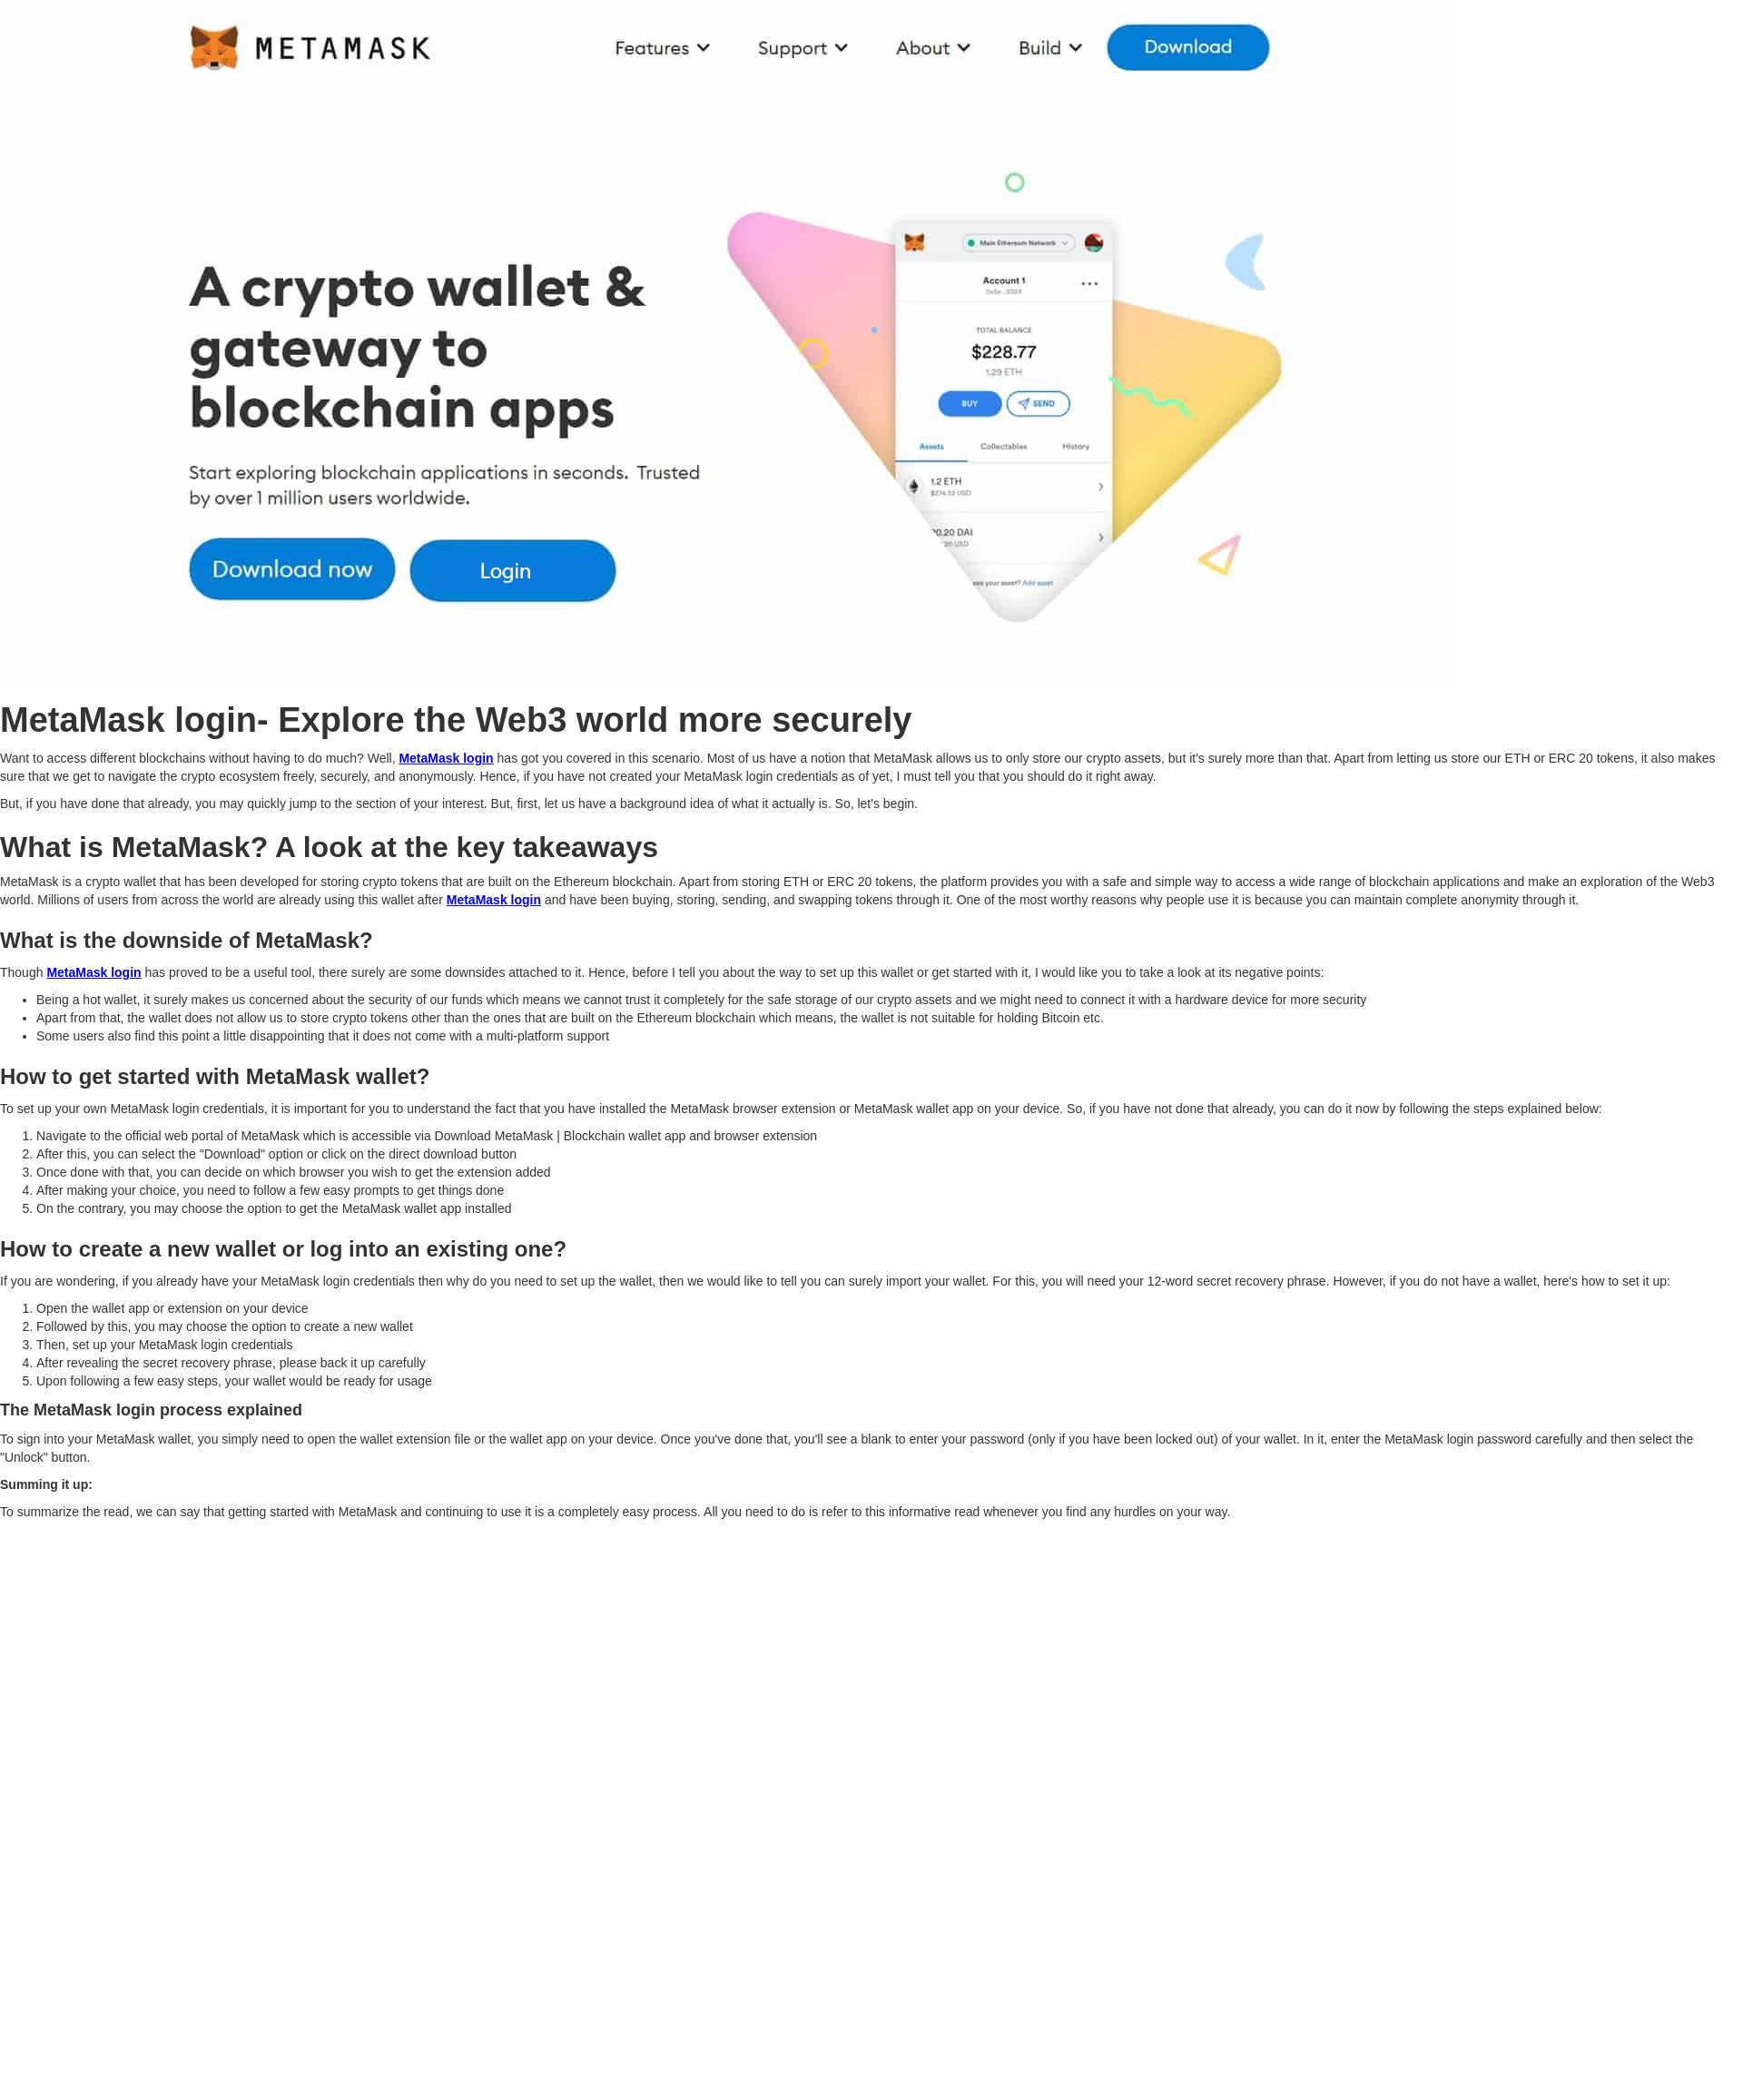 METAMASK
Features
Support
About
Build
Download
A crypto wallet &
gateway to
blockchain apps
Start exploring blockchain applications in seconds. Trusted
by over 1 million users worldwide.
Download now
Login
Main Ethereum Network
Account 1
TOTAL BALANCE
$228.77
1.29 ETH
BUY
SEND
Assets
Collectables
History
1.2 ETH
$274.53 USD
0.20 DAI
20 USD
see your asset? Add asset
MetaMask login- Explore the Web3 world more securely
Want to access different blockchains without having to do much? Well, MetaMask login has got you covered in this scenario. Most of us have a notion that MetaMask allows us to only store our crypto assets, but it's surely more than that. Apart from letting us store our ETH or ERC 20 tokens, it also makes
sure that we get to navigate the crypto ecosystem freely, securely, and anonymously. Hence, if you have not created your MetaMask login credentials as of yet, I must tell you that you should do it right away.
But, if you have done that already, you may quickly jump to the section of your interest. But, first, let us have a background idea of what it actually is. So, let's begin.
What is MetaMask? A look at the key takeaways
MetaMask is a crypto wallet that has been developed for storing crypto tokens that are built on the Ethereum blockchain. Apart from storing ETH or ERC 20 tokens, the platform provides you with a safe and simple way to access a wide range of blockchain applications and make an exploration of the Web3
world. Millions of users from across the world are already using this wallet after MetaMask login and have been buying, storing, sending, and swapping tokens through it. One of the most worthy reasons why people use it is because you can maintain complete anonymity through it.
What is the downside of MetaMask?
Though MetaMask login has proved to be a useful tool, there surely are some downsides attached to it. Hence, before I tell you about the way to set up this wallet or get started with it, I would like you to take a look at its negative points:
• Being a hot wallet, it surely makes us concerned about the security of our funds which means we cannot trust it completely for the safe storage of our crypto assets and we might need to connect it with a hardware device for more security
• Apart from that, the wallet does not allow us to store crypto tokens other than the ones that are built on the Ethereum blockchain which means, the wallet is not suitable for holding Bitcoin etc.
• Some users also find this point a little disappointing that it does not come with a multi-platform support
How to get started with MetaMask wallet?
To set up your own MetaMask login credentials, it is important for you to understand the fact that you have installed the MetaMask browser extension or MetaMask wallet app on your device. So, if you have not done that already, you can do it now by following the steps explained below:
1. Navigate to the official web portal of MetaMask which is accessible via Download MetaMask | Blockchain wallet app and browser extension
2. After this, you can select the "Download" option or click on the direct download button
3. Once done with that, you can decide on which browser you wish to get the extension added
4. After making your choice, you need to follow a few easy prompts to get things done
5. On the contrary, you may choose the option to get the MetaMask wallet app installed
How to create a new wallet or log into an existing one?
If you are wondering, if you already have your MetaMask login credentials then why do you need to set up the wallet, then we would like to tell you can surely import your wallet. For this, you will need your 12-word secret recovery phrase. However, if you do not have a wallet, here's how to set it up:
1. Open the wallet app or extension on your device
2. Followed by this, you may choose the option to create a new wallet
3. Then, set up your MetaMask login credentials
4. After revealing the secret recovery phrase, please back it up carefully
5. Upon following a few easy steps, your wallet would be ready for usage
The MetaMask login process explained
To sign into your MetaMask wallet, you simply need to open the wallet extension file or the wallet app on your device. Once you've done that, you'll see a blank to enter your password (only if you have been locked out) of your wallet. In it, enter the MetaMask login password carefully and then select the
"Unlock" button.
Summing it up:
To summarize the read, we can say that getting started with MetaMask and continuing to use it is a completely easy process. All you need to do is refer to this informative read whenever you find any hurdles on your way.